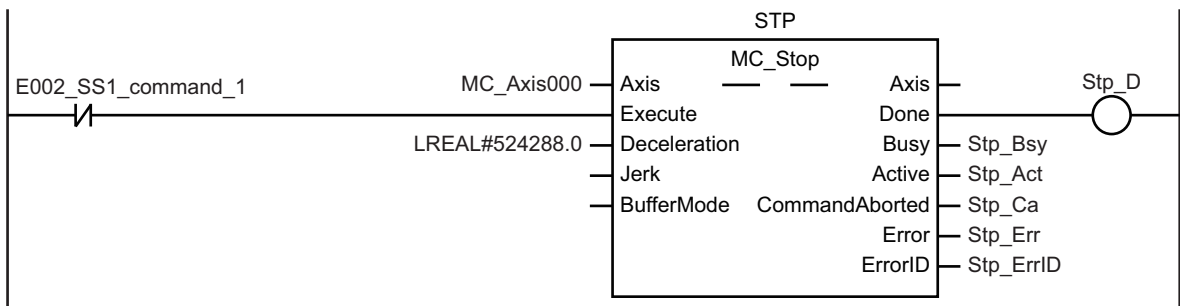 STP
MC_Stop
E002_SS1_command_1
MC_Axis000 Axis Axis Stp_D
Execute Done
LREAL#524288.0 Deceleration Busy Stp_Bsy
Jerk Active Stp_Act
BufferMode CommandAborted Stp_Ca
Error Stp_Err
ErrorID Stp_ErrID